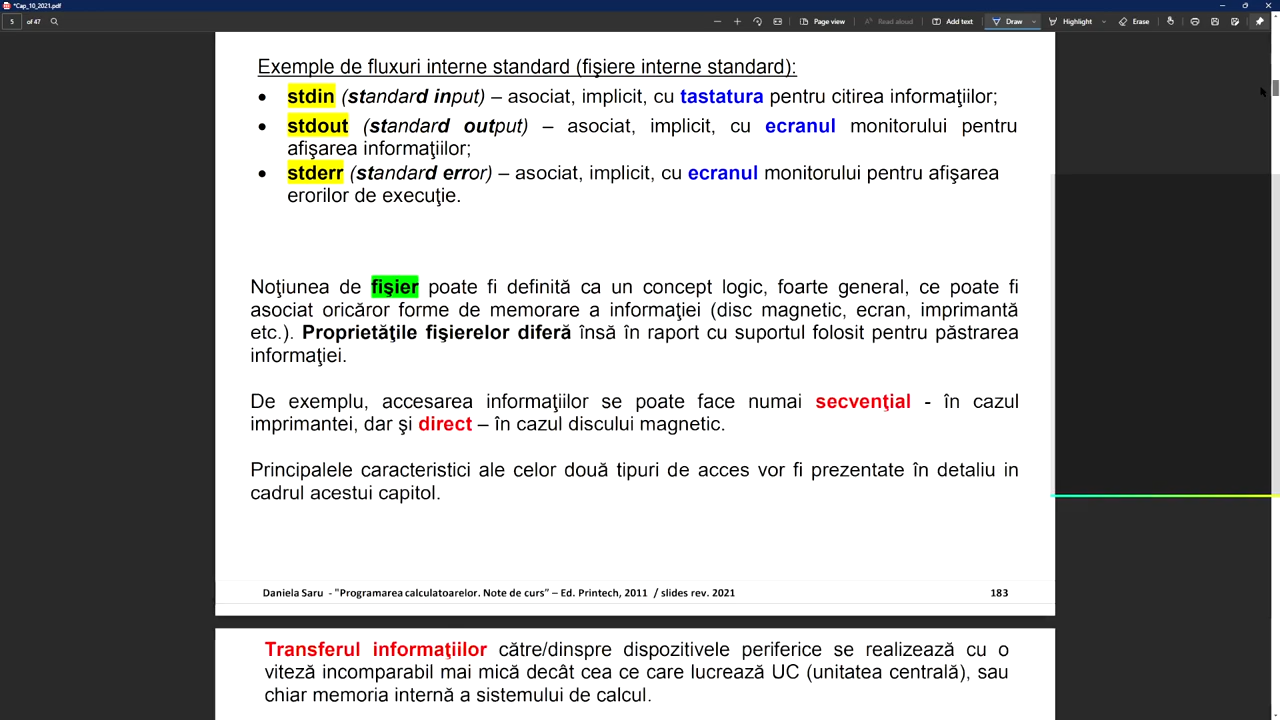 *Cap_10_2021.pdf
5 of 47 Page view Read aloud Add text Draw Highlight Erase
Exemple de fluxuri interne standard (fişiere interne standard):
• stdin (standard input) – asociat, implicit, cu tastatura pentru citirea informaţiilor;
• stdout (standard output) – asociat, implicit, cu ecranul monitorului pentru
afişarea informaţiilor;
• stderr (standard error) – asociat, implicit, cu ecranul monitorului pentru afişarea
erorilor de execuţie.
Noţiunea de fişier poate fi definită ca un concept logic, foarte general, ce poate fi
asociat oricăror forme de memorare a informaţiei (disc magnetic, ecran, imprimantă
etc.). Proprietăţile fişierelor diferă însă în raport cu suportul folosit pentru păstrarea
informaţiei.
De exemplu, accesarea informaţiilor se poate face numai secvenţial - în cazul
imprimantei, dar şi direct – în cazul discului magnetic.
Principalele caracteristici ale celor două tipuri de acces vor fi prezentate în detaliu in
cadrul acestui capitol.
Daniela Saru - "Programarea calculatoarelor. Note de curs" – Ed. Printech, 2011 / slides rev. 2021 183
Transferul informaţiilor către/dinspre dispozitivele periferice se realizează cu o
viteză incomparabil mai mică decât cea ce care lucrează UC (unitatea centrală), sau
chiar memoria internă a sistemului de calcul.